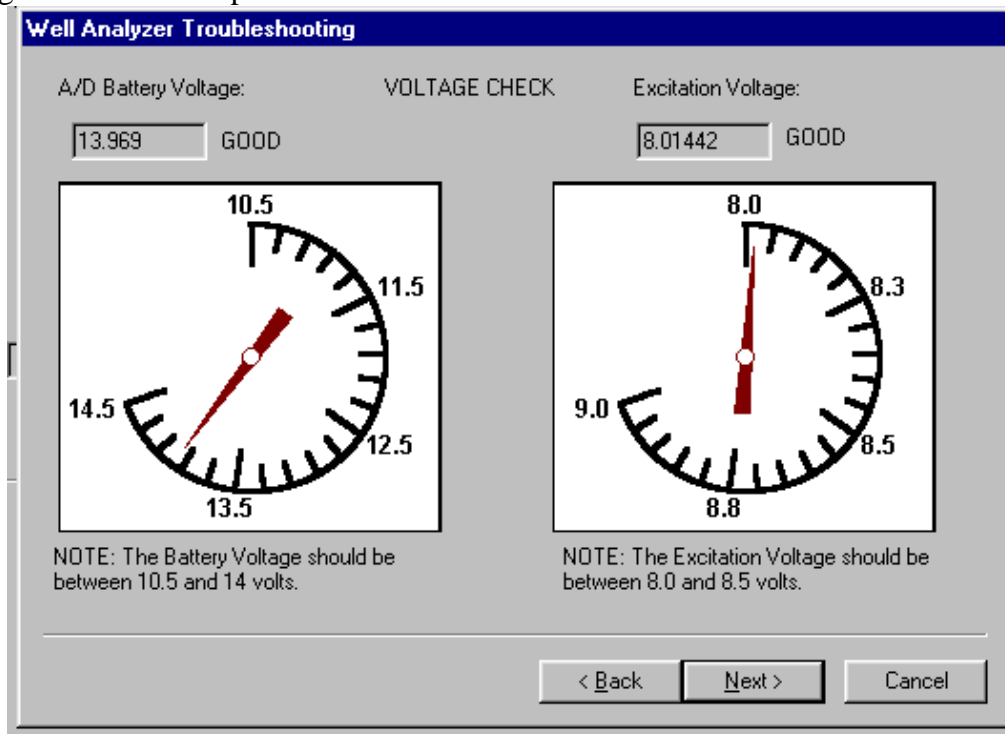 Well Analyzer Troubleshooting
A/D Battery Voltage:
VOLTAGE CHECK
Excitation Voltage:
13.969
GOOD
8.01442
GOOD
10.5
11.5
12.5
13.5
14.5
8.0
8.3
8.5
8.8
9.0
NOTE: The Battery Voltage should be
between 10.5 and 14 volts.
NOTE: The Excitation Voltage should be
between 8.0 and 8.5 volts.
< Back
Next >
Cancel